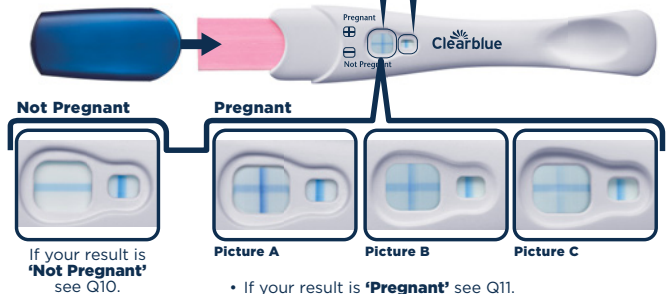 Pregnant
Not Pregnant
Clearblue
Not Pregnant
Pregnant
If your result is
‘Not Pregnant’
see Q10.
Picture A
Picture B
Picture C
• If your result is ‘Pregnant’ see Q11.